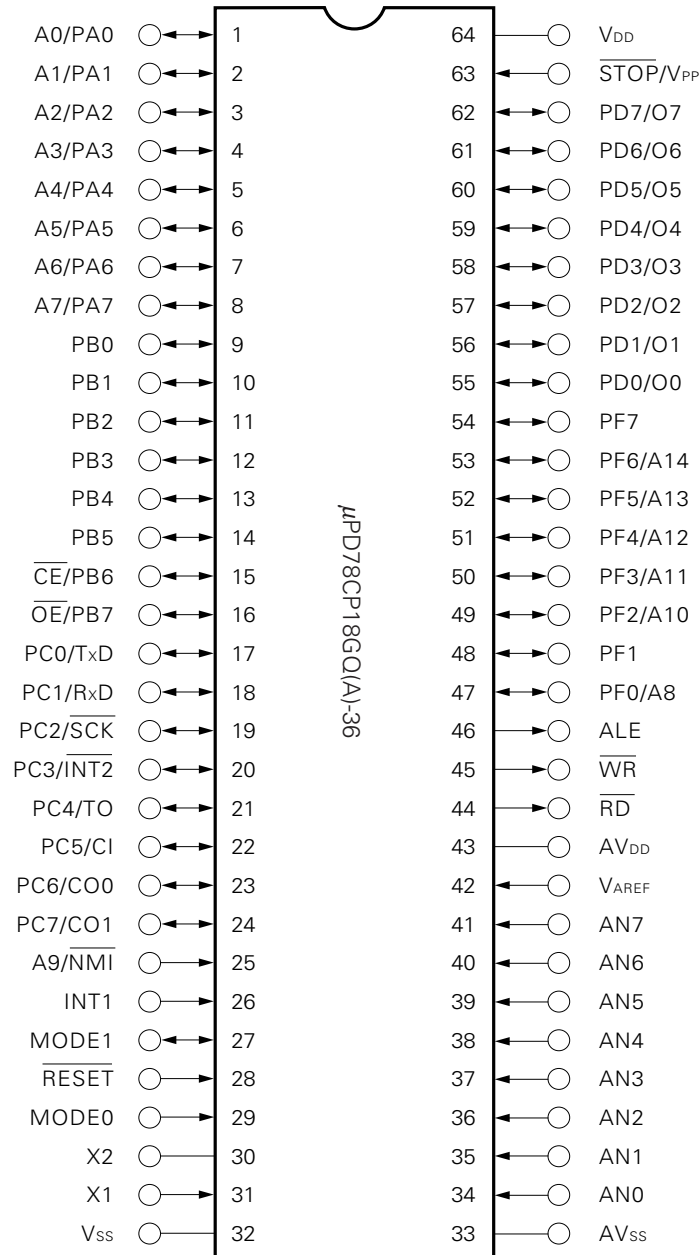 A0/PA0 1 64 VDD
A1/PA1 2 63 STOP/VPP
A2/PA2 3 62 PD7/O7
A3/PA3 4 61 PD6/O6
A4/PA4 5 60 PD5/O5
A5/PA5 6 59 PD4/O4
A6/PA6 7 58 PD3/O3
A7/PA7 8 57 PD2/O2
PB0 9 56 PD1/O1
PB1 10 55 PD0/O0
PB2 11 54 PF7
PB3 12 53 PF6/A14
PB4 13 52 PF5/A13
PB5 14 51 PF4/A12
CE/PB6 15 50 PF3/A11
OE/PB7 16 49 PF2/A10
PC0/TxD 17 48 PF1
PC1/RxD 18 47 PF0/A8
PC2/SCK 19 46 ALE
PC3/INT2 20 45 WR
PC4/TO 21 44 RD
PC5/CI 22 43 AVDD
PC6/CO0 23 42 VAREF
PC7/CO1 24 41 AN7
A9/NMI 25 40 AN6
INT1 26 39 AN5
MODE1 27 38 AN4
RESET 28 37 AN3
MODE0 29 36 AN2
X2 30 35 AN1
X1 31 34 AN0
VSS 32 33 AVSS
µPD78CP18GQ(A)-36